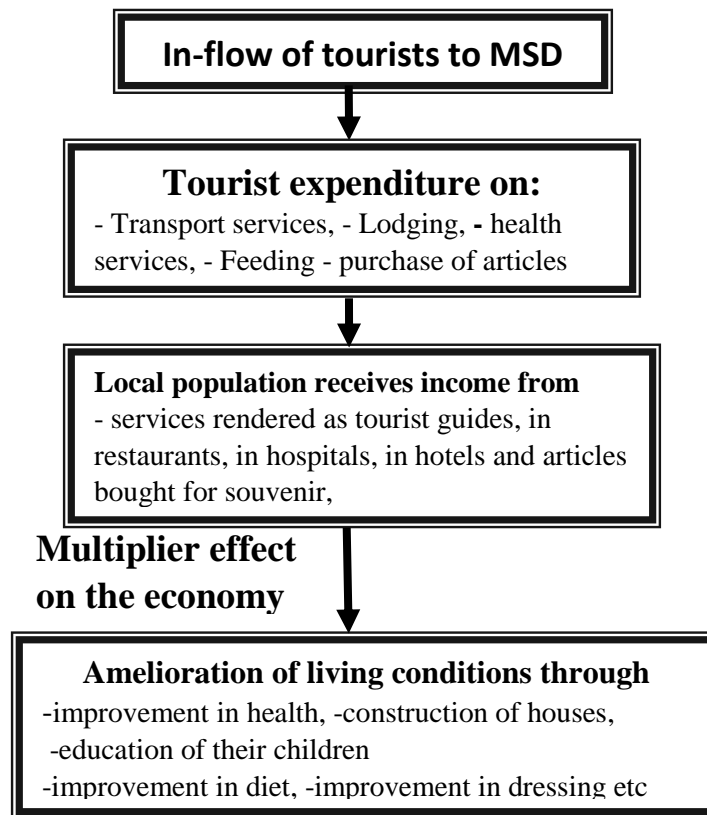 In-flow of tourists to MSD
Tourist expenditure on:
- Transport services, - Lodging, - health
services, - Feeding - purchase of articles
Local population receives income from
- services rendered as tourist guides, in
restaurants, in hospitals, in hotels and articles
bought for souvenir,
Multiplier effect
on the economy
Amelioration of living conditions through
-improvement in health, -construction of houses,
-education of their children
-improvement in diet, -improvement in dressing etc